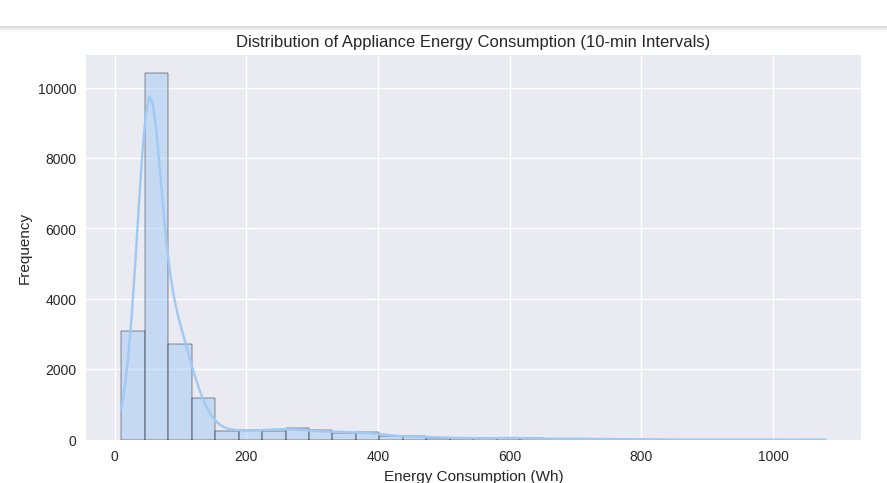 Distribution of Appliance Energy Consumption (10-min Intervals)
10000
8000
6000
4000
2000
0
Frequency
0 200 400 600 800 1000
Energy Consumption (Wh)